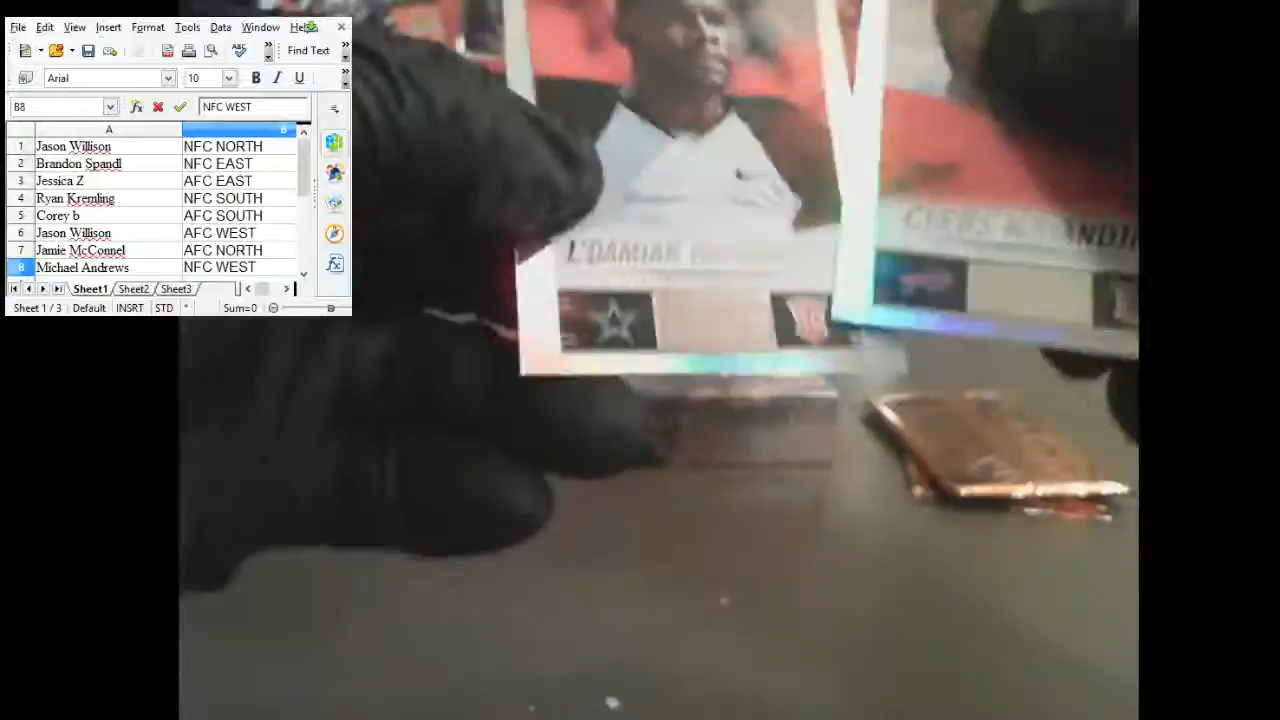 File Edit View Insert Format Tools Data Window Help
Find Text
Arial 10 B I U
B8 NFC WEST
A B
1 Jason Willison NFC NORTH
2 Brandon Spandl NFC EAST
3 Jessica Z AFC EAST
4 Ryan Kremling NFC SOUTH
5 Corey b AFC SOUTH
6 Jason Willison AFC WEST
7 Jamie McConnel AFC NORTH
8 Michael Andrews NFC WEST
Sheet1 Sheet2 Sheet3
Sheet 1 / 3 Default INSRT STD * Sum=0
L'DAMIAN